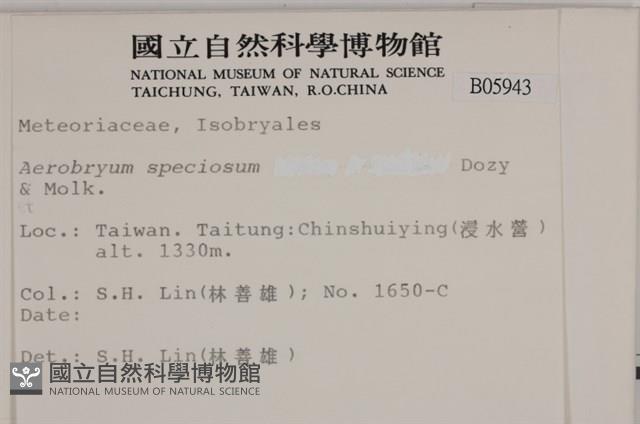 國立自然科學博物館
NATIONAL MUSEUM OF NATURAL SCIENCE
TAICHUNG, TAIWAN, R.O.CHINA
B05943
Meteoriaceae, Isobryales
Aerobryum speciosum Dozy
& Molk.
Loc.: Taiwan. Taitung:Chinshuiying(浸水營)
alt. 1330m.
Col.: S.H. Lin(林善雄); No. 1650-C
Date:
Det.: S.H. Lin(林善雄)
國立自然科學博物館
NATIONAL MUSEUM OF NATURAL SCIENCE